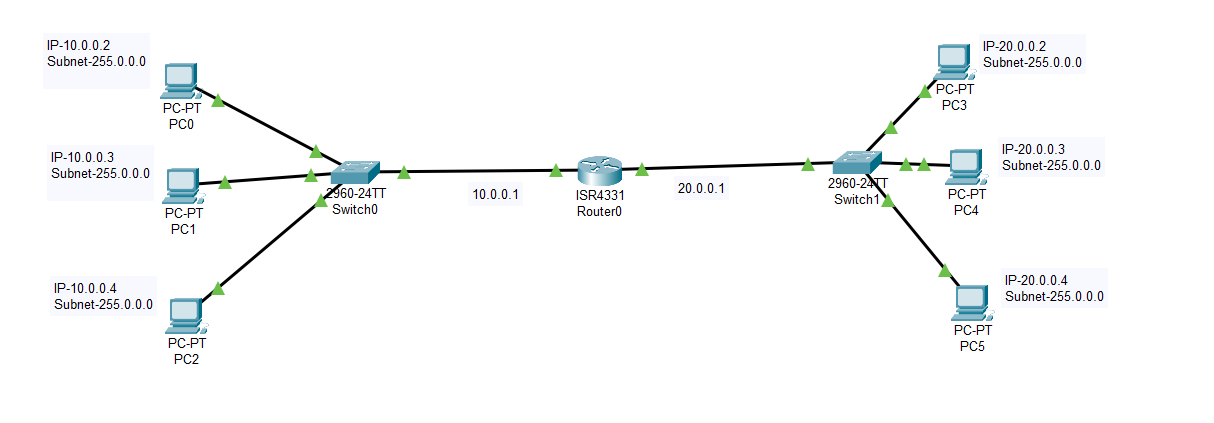 IP-10.0.0.2
Subnet-255.0.0.0
PC-PT
PC0
IP-10.0.0.3
Subnet-255.0.0.0
PC-PT
PC1
IP-10.0.0.4
Subnet-255.0.0.0
PC-PT
PC2
2960-24TT
Switch0
10.0.0.1
ISR4331
Router0
20.0.0.1
2960-24TT
Switch1
IP-20.0.0.2
Subnet-255.0.0.0
PC-PT
PC3
IP-20.0.0.3
Subnet-255.0.0.0
PC-PT
PC4
IP-20.0.0.4
Subnet-255.0.0.0
PC-PT
PC5